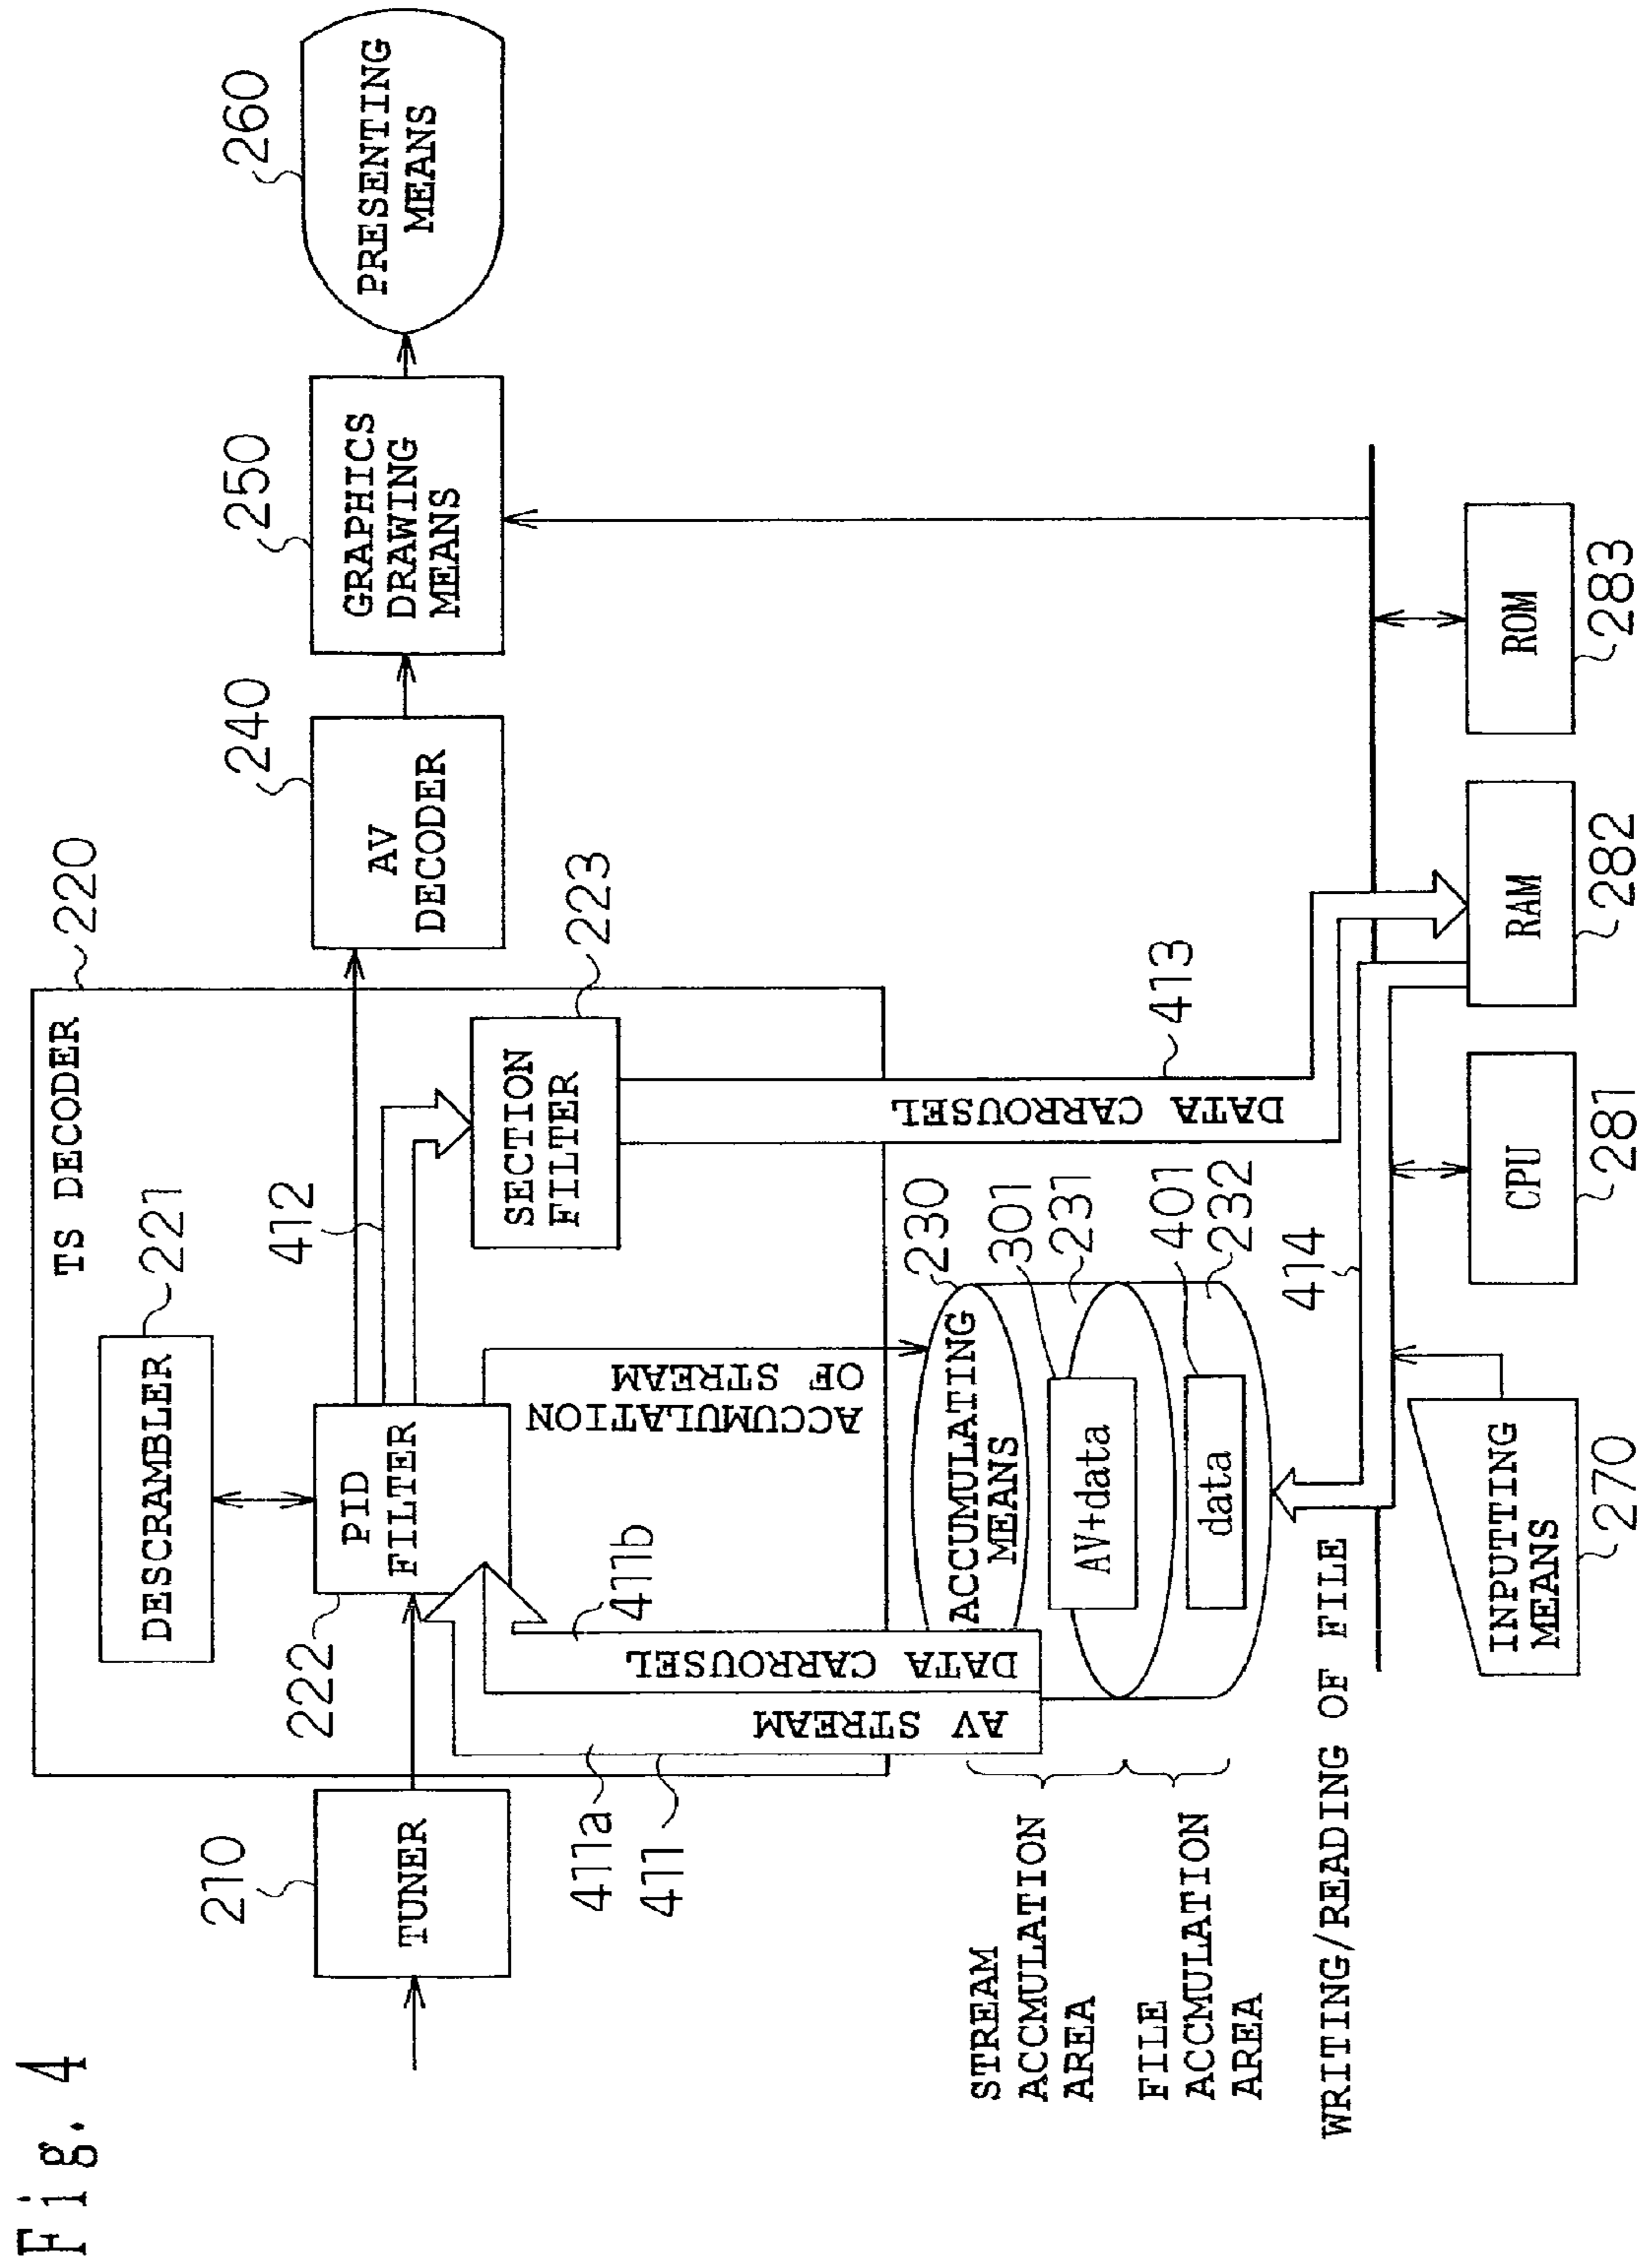 Fig. 4
TS DECODER
220
DESCRAMBLER
221
210
TUNER
222
PID
FILTER
412
SECTION
FILTER
223
240
AV
DECODER
250
GRAPHICS
DRAWING
MEANS
260
PRESENTING
MEANS
411a
411
AV STREAM
DATA CARROUSEL
411b
ACCUMULATION
OF STREAM
DATA CARROUSEL
413
STREAM
ACCMULATION
AREA
FILE
ACCMULATION
AREA
ACCUMULATING
MEANS
230
AV+data
301
231
data
401
232
WRITING/READING OF FILE
414
INPUTTING
MEANS
270
CPU
281
RAM
282
ROM
283